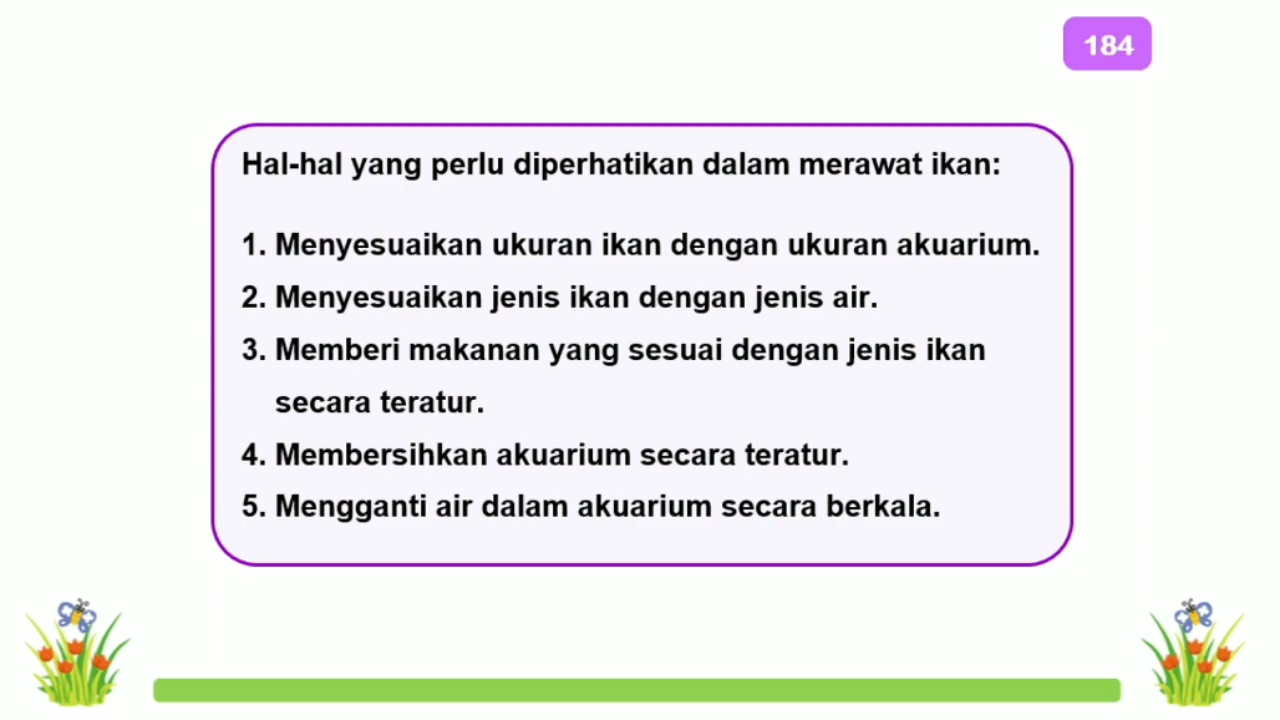 184
Hal-hal yang perlu diperhatikan dalam merawat ikan:
1. Menyesuaikan ukuran ikan dengan ukuran akuarium.
2. Menyesuaikan jenis ikan dengan jenis air.
3. Memberi makanan yang sesuai dengan jenis ikan
secara teratur.
4. Membersihkan akuarium secara teratur.
5. Mengganti air dalam akuarium secara berkala.